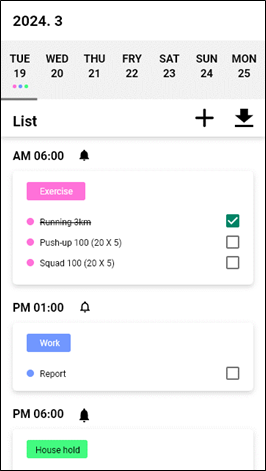 2024. 3
TUE WED THU FRY SAT SUN MON
19 20 21 22 23 24 25
List
AM 06:00
Exercise
Running 3km
Push-up 100 (20 X 5)
Squad 100 (20 X 5)
PM 01:00
Work
Report
PM 06:00
House hold